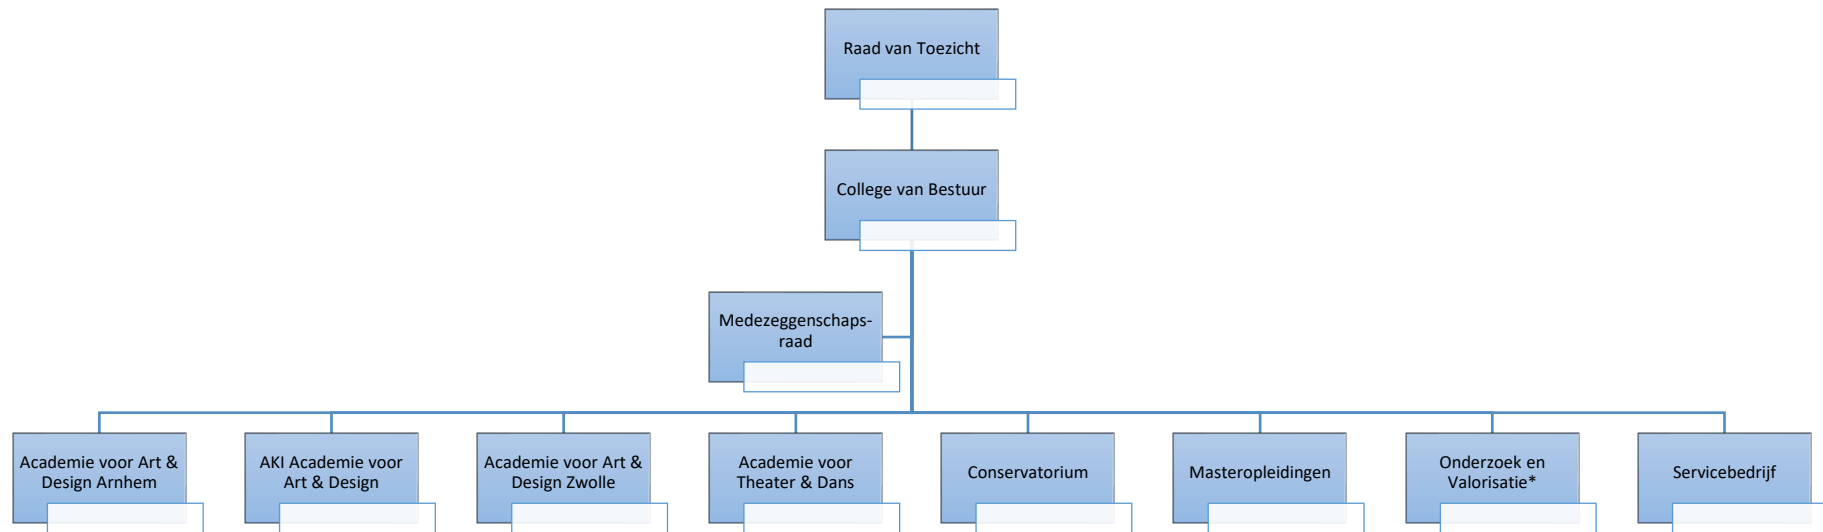 Raad van Toezicht
College van Bestuur
Medezeggenschaps-
raad
Academie voor Art &
Design Arnhem
AKI Academie voor
Art & Design
Academie voor Art &
Design Zwolle
Academie voor
Theater & Dans
Conservatorium
Masteropleidingen
Onderzoek en
Valorisatie*
Servicebedrijf